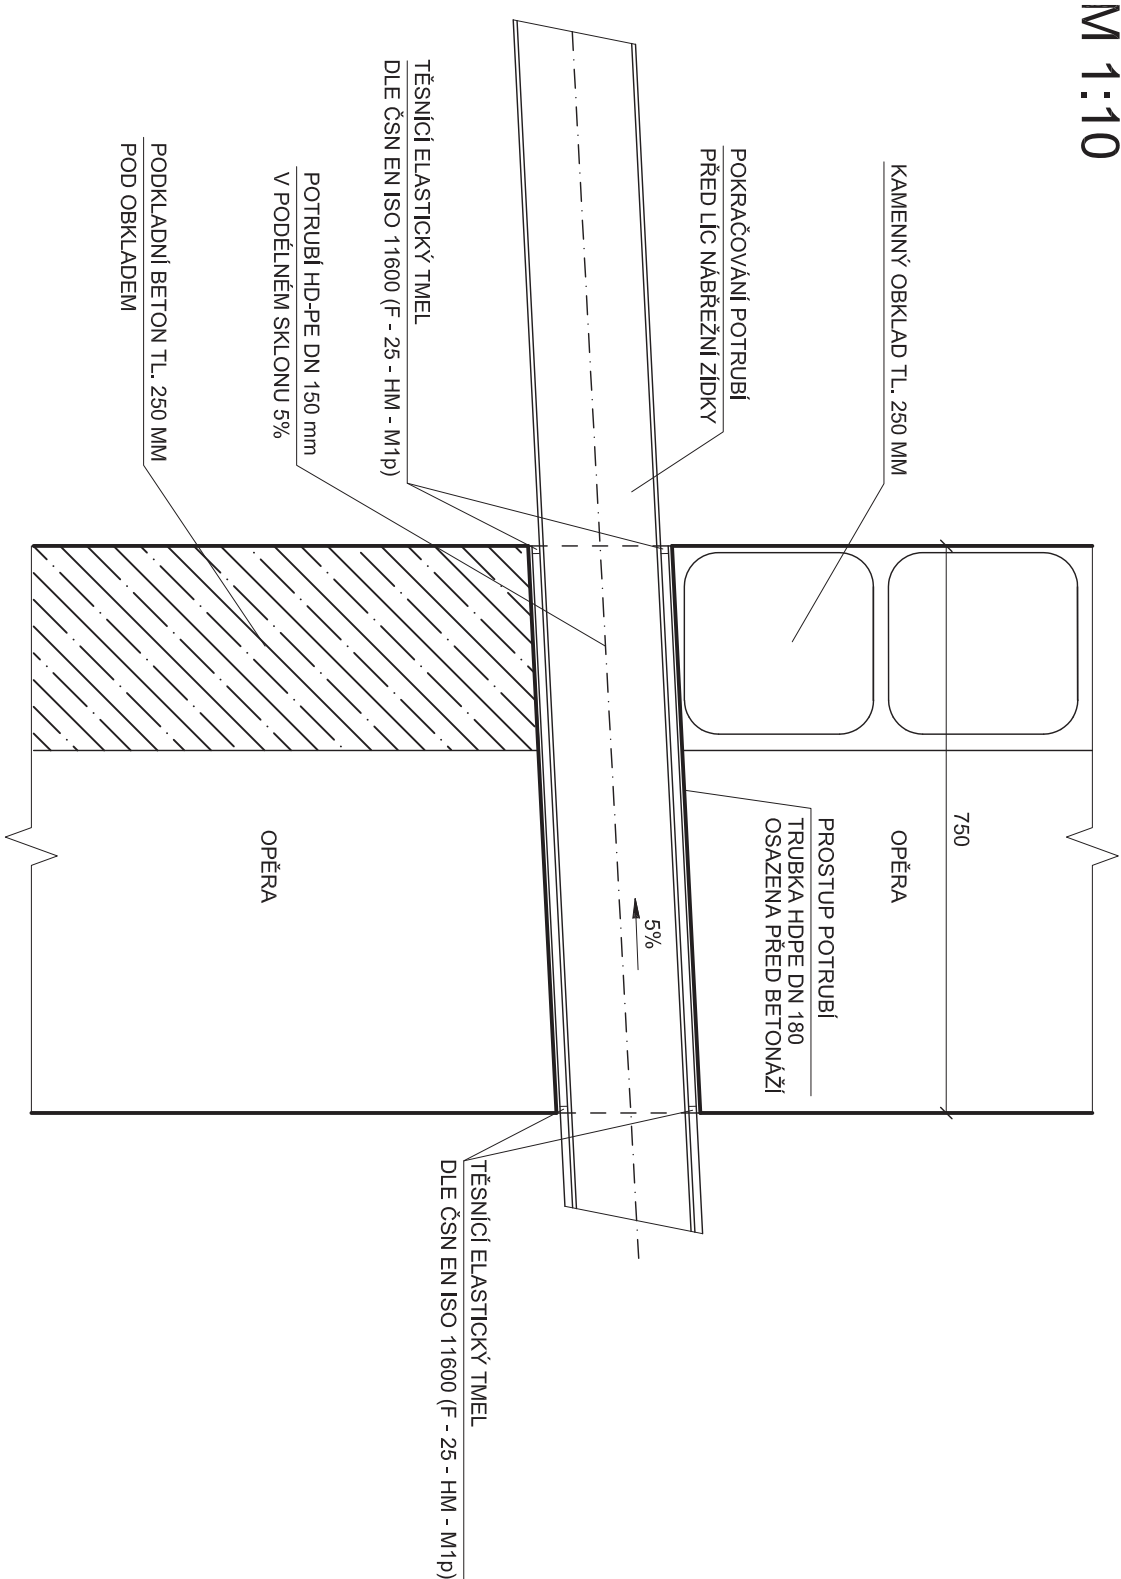 M 1:10
KAMENNÝ OBKLAD TL. 250 MM
POKRAČOVÁNÍ POTRUBÍ
PŘED LÍC NÁBŘEŽNÍ ZÍDKY
TĚSNÍCÍ ELASTICKÝ TMEL
DLE ČSN EN ISO 11600 (F - 25 - HM - M1p)
POTRUBÍ HD-PE DN 150 mm
V PODÉLNÉM SKLONU 5%
PODKLADNÍ BETON TL. 250 MM
POD OBKLADEM
750
OPĚRA
PROSTUP POTRUBÍ
TRUBKA HDPE DN 180
OSAZENA PŘED BETONÁŽÍ
5%
OPĚRA
TĚSNÍCÍ ELASTICKÝ TMEL
DLE ČSN EN ISO 11600 (F - 25 - HM - M1p)